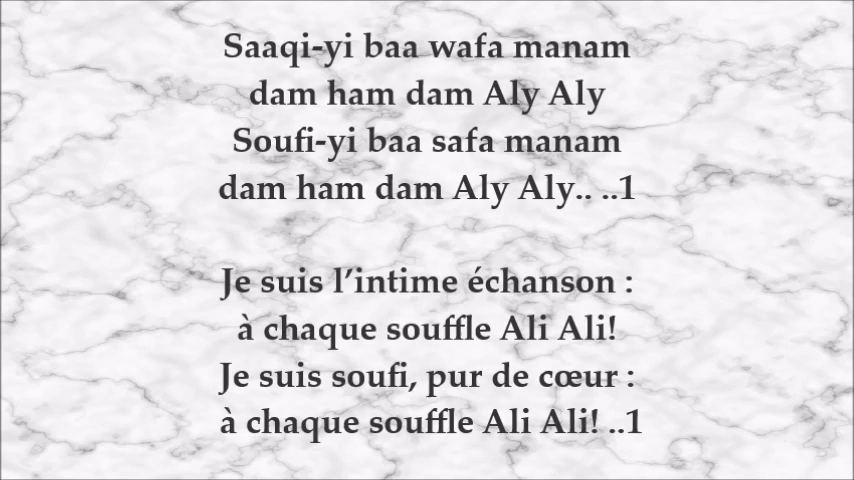 Saaqi-yi baa wafa manam
dam ham dam Aly Aly
Soufi-yi baa safa manam
dam ham dam Aly Aly.. ..1
Je suis l’intime échanson :
à chaque souffle Ali Ali!
Je suis soufi, pur de cœur :
à chaque souffle Ali Ali! ..1